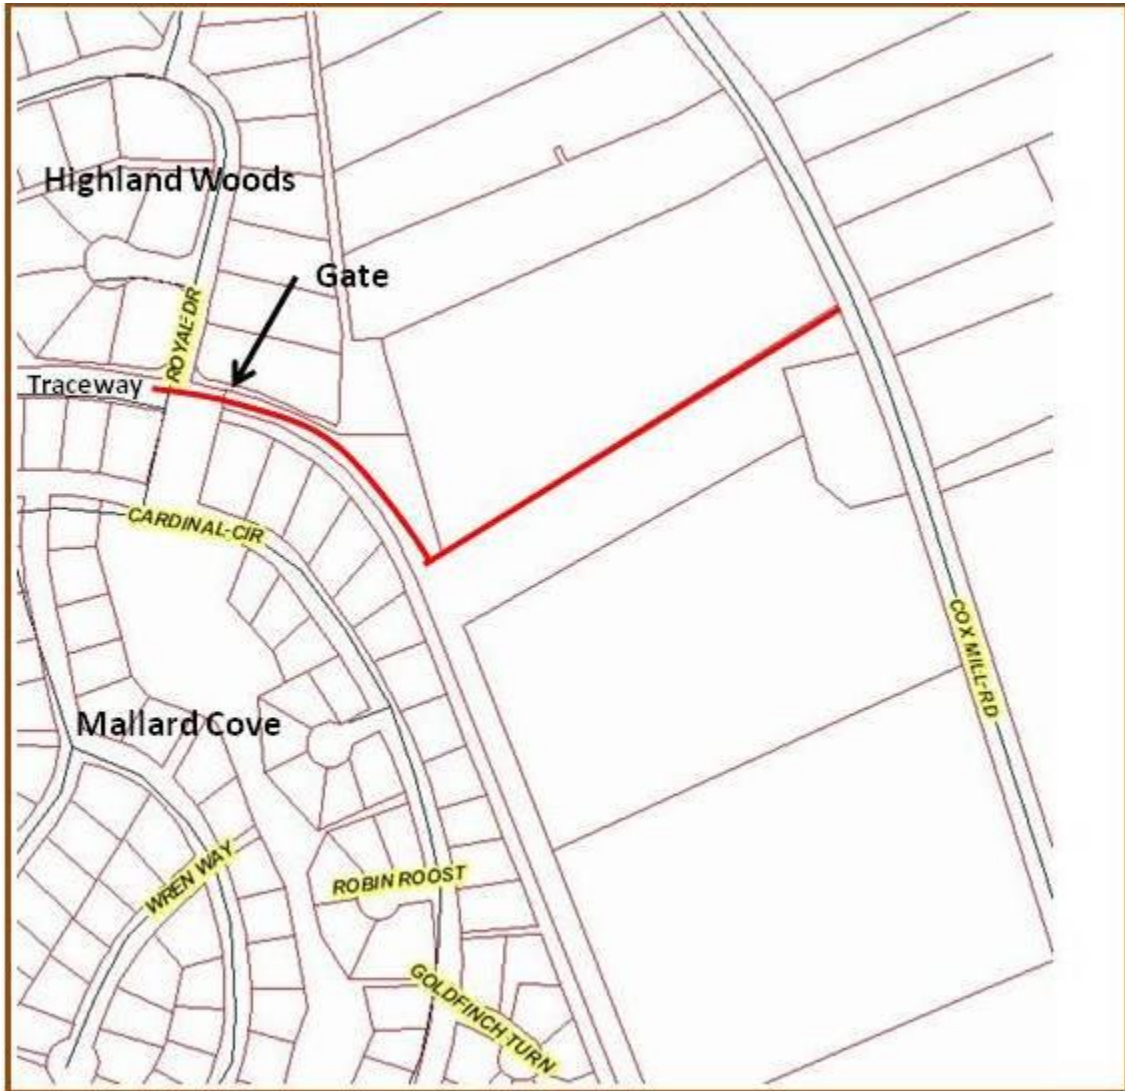 Highland Woods
Gate
ROYAL-DR
Traceway
CARDINAL-CIR
COX MILL-RD
Mallard Cove
WREN WAY
ROBIN ROOST
GOLDFINCH TURN